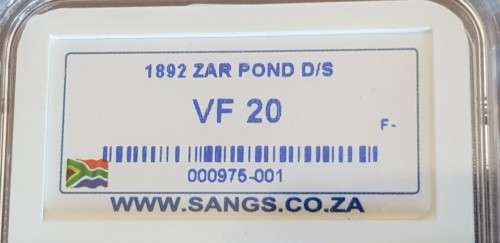 1892 ZAR POND D/S
VF 20
F-
000975-001
WWW.SANGS.CO.ZA